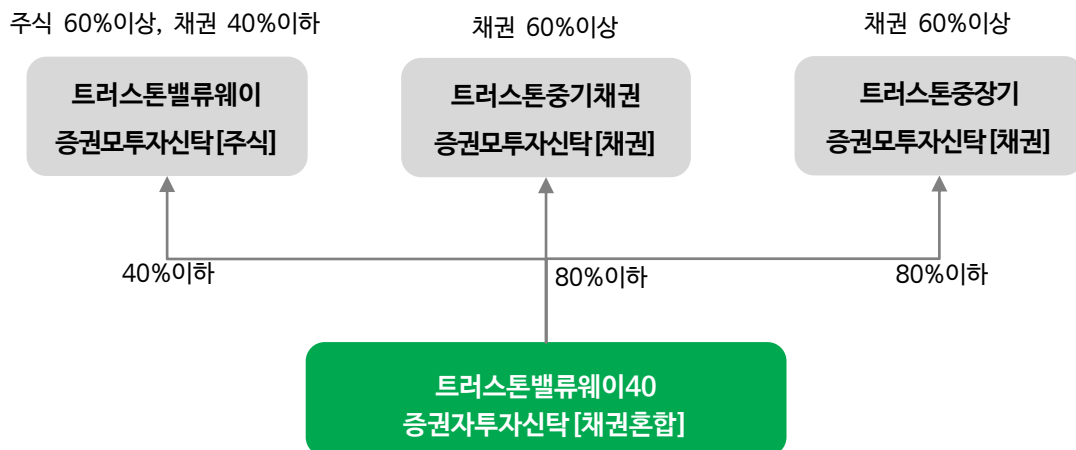 주식 60%이상, 채권 40%이하
채권 60%이상
채권 60%이상
트러스톤밸류웨이
증권모투자신탁[주식]
트러스톤중기채권
증권모투자신탁[채권]
트러스톤중장기
증권모투자신탁[채권]
40%이하
80%이하
80%이하
트러스톤밸류웨이40
증권자투자신탁[채권혼합]